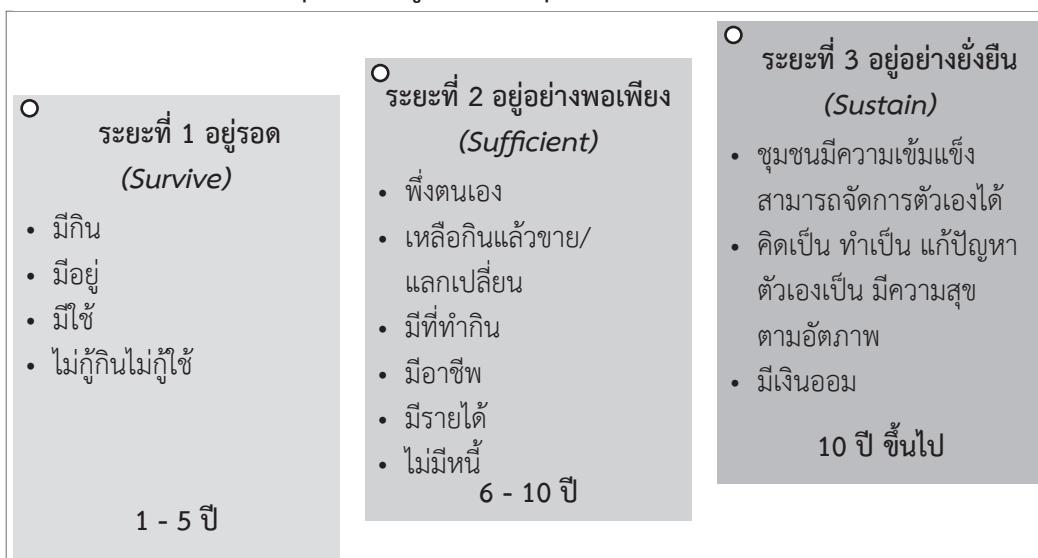 ระยะที่ 1 อยู่รอด
(Survive)
• มีกิน
• มีอยู่
• มีใช้
• ไม่กู้กินไม่กู้ใช้
1 - 5 ปี
ระยะที่ 2 อยู่อย่างพอเพียง
(Sufficient)
• พึ่งตนเอง
• เหลือกินแล้วขาย/
แลกเปลี่ยน
• มีที่ทำกิน
• มีอาชีพ
• มีรายได้
• ไม่มีหนี้
6 - 10 ปี
ระยะที่ 3 อยู่อย่างยั่งยืน
(Sustain)
• ชุมชนมีความเข้มแข็ง
สามารถจัดการตัวเองได้
• คิดเป็น ทำเป็น แก้ปัญหา
ตัวเองเป็น มีความสุข
ตามอัตภาพ
• มีเงินออม
10 ปี ขึ้นไป